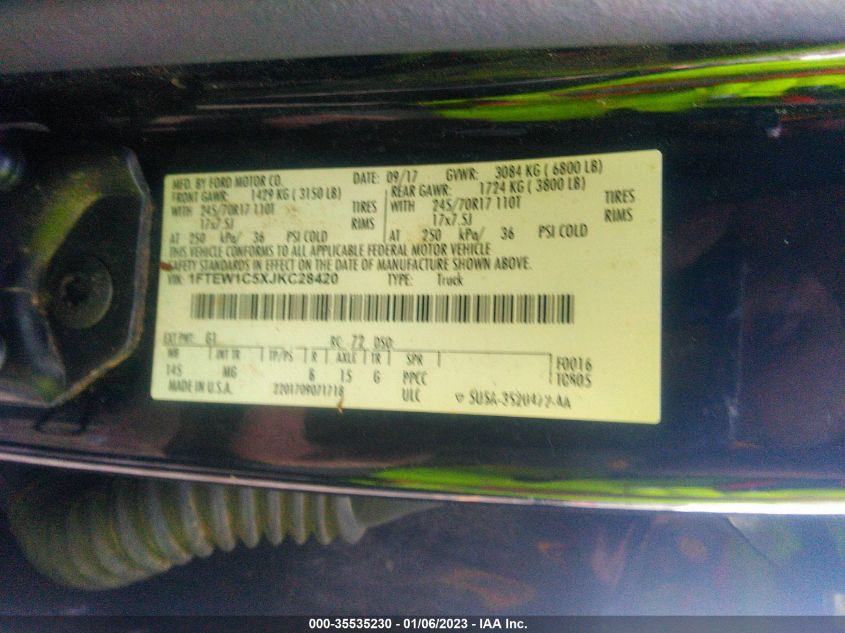 MFD. BY FORD MOTOR CO. DATE: 09/17 GVWR: 3084 KG ( 6800 LB)
FRONT GAWR: 1429 KG ( 3150 LB) REAR GAWR: 1724 KG ( 3800 LB)
WITH 245/70R17 110T TIRES WITH 245/70R17 110T TIRES
17x7.5J RIMS 17x7.5J RIMS
AT 250 kPa/ 36 PSI COLD AT 250 kPa/ 36 PSI COLD
THIS VEHICLE CONFORMS TO ALL APPLICABLE FEDERAL MOTOR VEHICLE
SAFETY STANDARDS IN EFFECT ON THE DATE OF MANUFACTURE SHOWN ABOVE.
VIN: 1FTEW1C5XJKC28420 TYPE: Truck
EXT PNT: G1 RC: 72 DSO:
WB INT TR TP/PS R AXLE TR SPR F0016
145 MG 6 15 G PPCC TC805
MADE IN U.S.A. 2201709071718 ULC
000-35535230 - 01/06/2023 - IAA Inc.